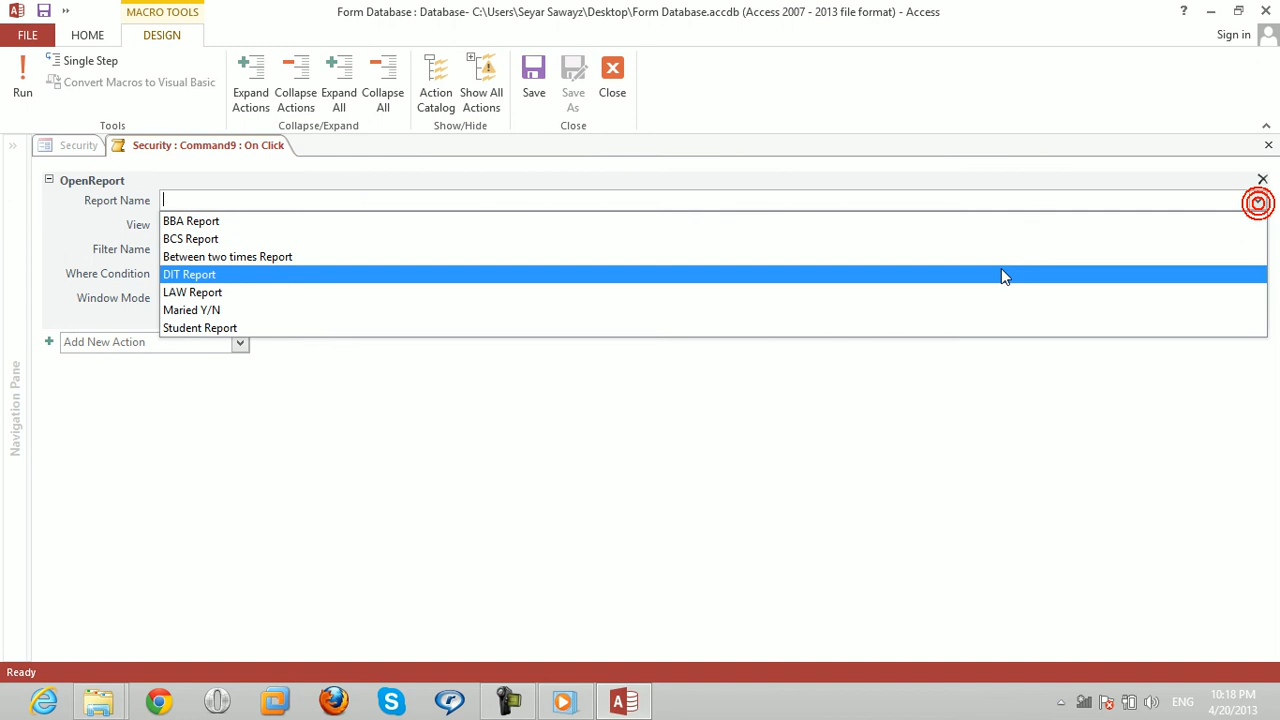 MACRO TOOLS
Form Database : Database- C:\Users\Seyar Sawayz\Desktop\Form Database.accdb (Access 2007 - 2013 file format) - Access
?
FILE
HOME
DESIGN
Sign in
Run
Single Step
Convert Macros to Visual Basic
Tools
Expand Actions
Collapse Actions
Expand All
Collapse All
Collapse/Expand
Action Catalog
Show All Actions
Show/Hide
Save
Save As
Close
Close
Security
Security : Command9 : On Click
OpenReport
Report Name
View
Filter Name
Where Condition
Window Mode
BBA Report
BCS Report
Between two times Report
DIT Report
LAW Report
Maried Y/N
Student Report
Add New Action
Navigation Pane
Ready
ENG
10:18 PM
4/20/2013